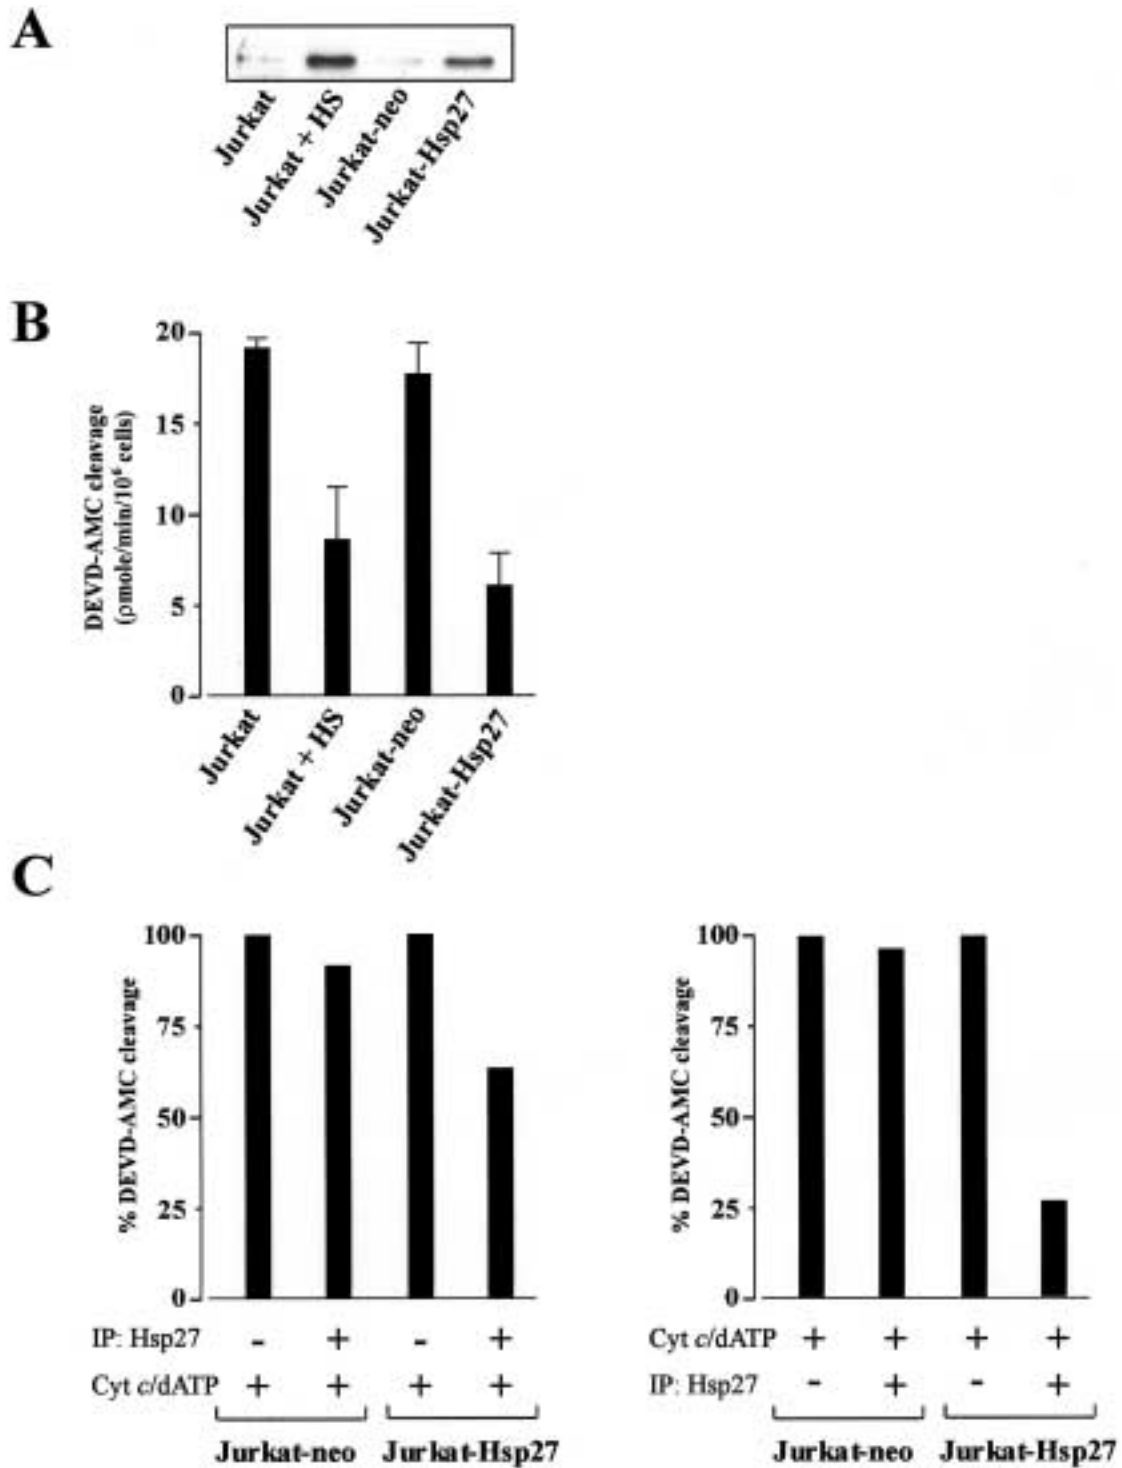 A
Jurkat
Jurkat + HS
Jurkat-neo
Jurkat-Hsp27
B
DEVD-AMC cleavage
(ρmole/min/10⁶ cells)
20
15
10
5
0
Jurkat
Jurkat + HS
Jurkat-neo
Jurkat-Hsp27
C
% DEVD-AMC cleavage
100
75
50
25
0
IP: Hsp27 - + - +
Cyt c/dATP + + + +
Jurkat-neo Jurkat-Hsp27
% DEVD-AMC cleavage
100
75
50
25
0
Cyt c/dATP + + + +
IP: Hsp27 - + - +
Jurkat-neo Jurkat-Hsp27